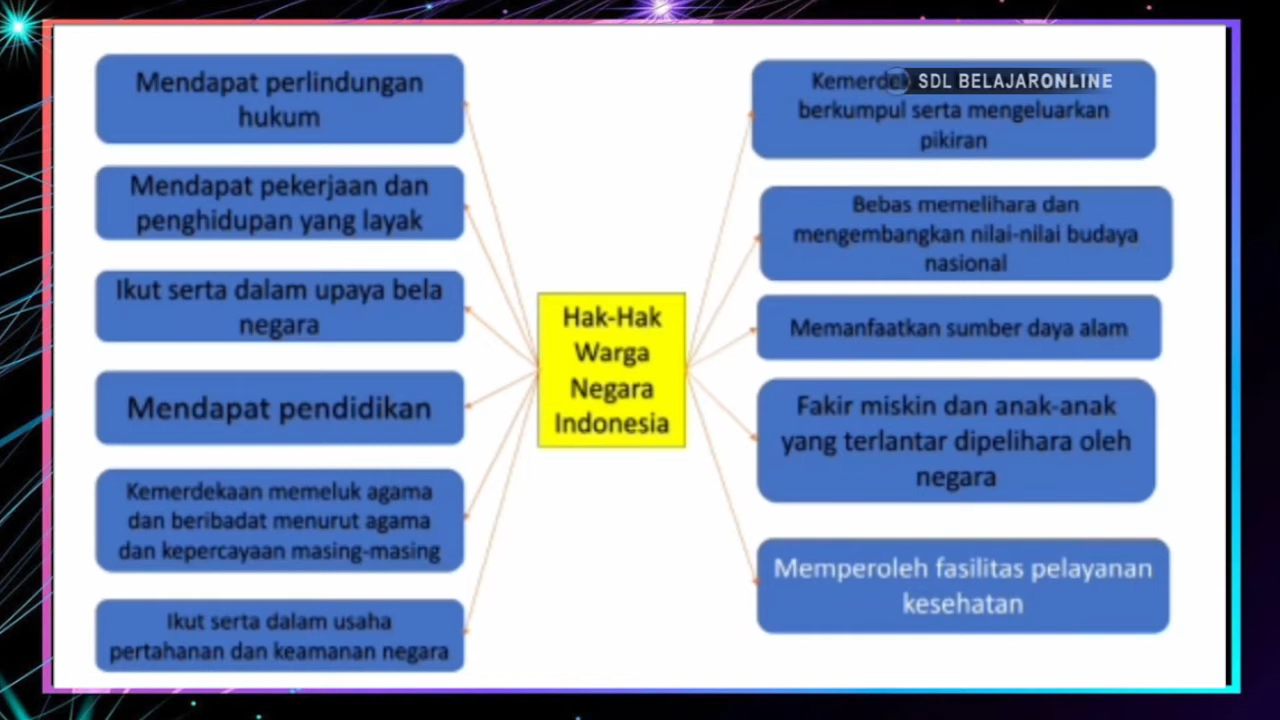 Mendapat perlindungan
hukum
Mendapat pekerjaan dan
penghidupan yang layak
Ikut serta dalam upaya bela
negara
Mendapat pendidikan
Kemerdekaan memeluk agama
dan beribadat menurut agama
dan kepercayaan masing-masing
Ikut serta dalam usaha
pertahanan dan keamanan negara
Hak-Hak
Warga
Negara
Indonesia
SDL BELAJARONLINE
berkumpul serta mengeluarkan
pikiran
Bebas memelihara dan
mengembangkan nilai-nilai budaya
nasional
Memanfaatkan sumber daya alam
Fakir miskin dan anak-anak
yang terlantar dipelihara oleh
negara
Memperoleh fasilitas pelayanan
kesehatan